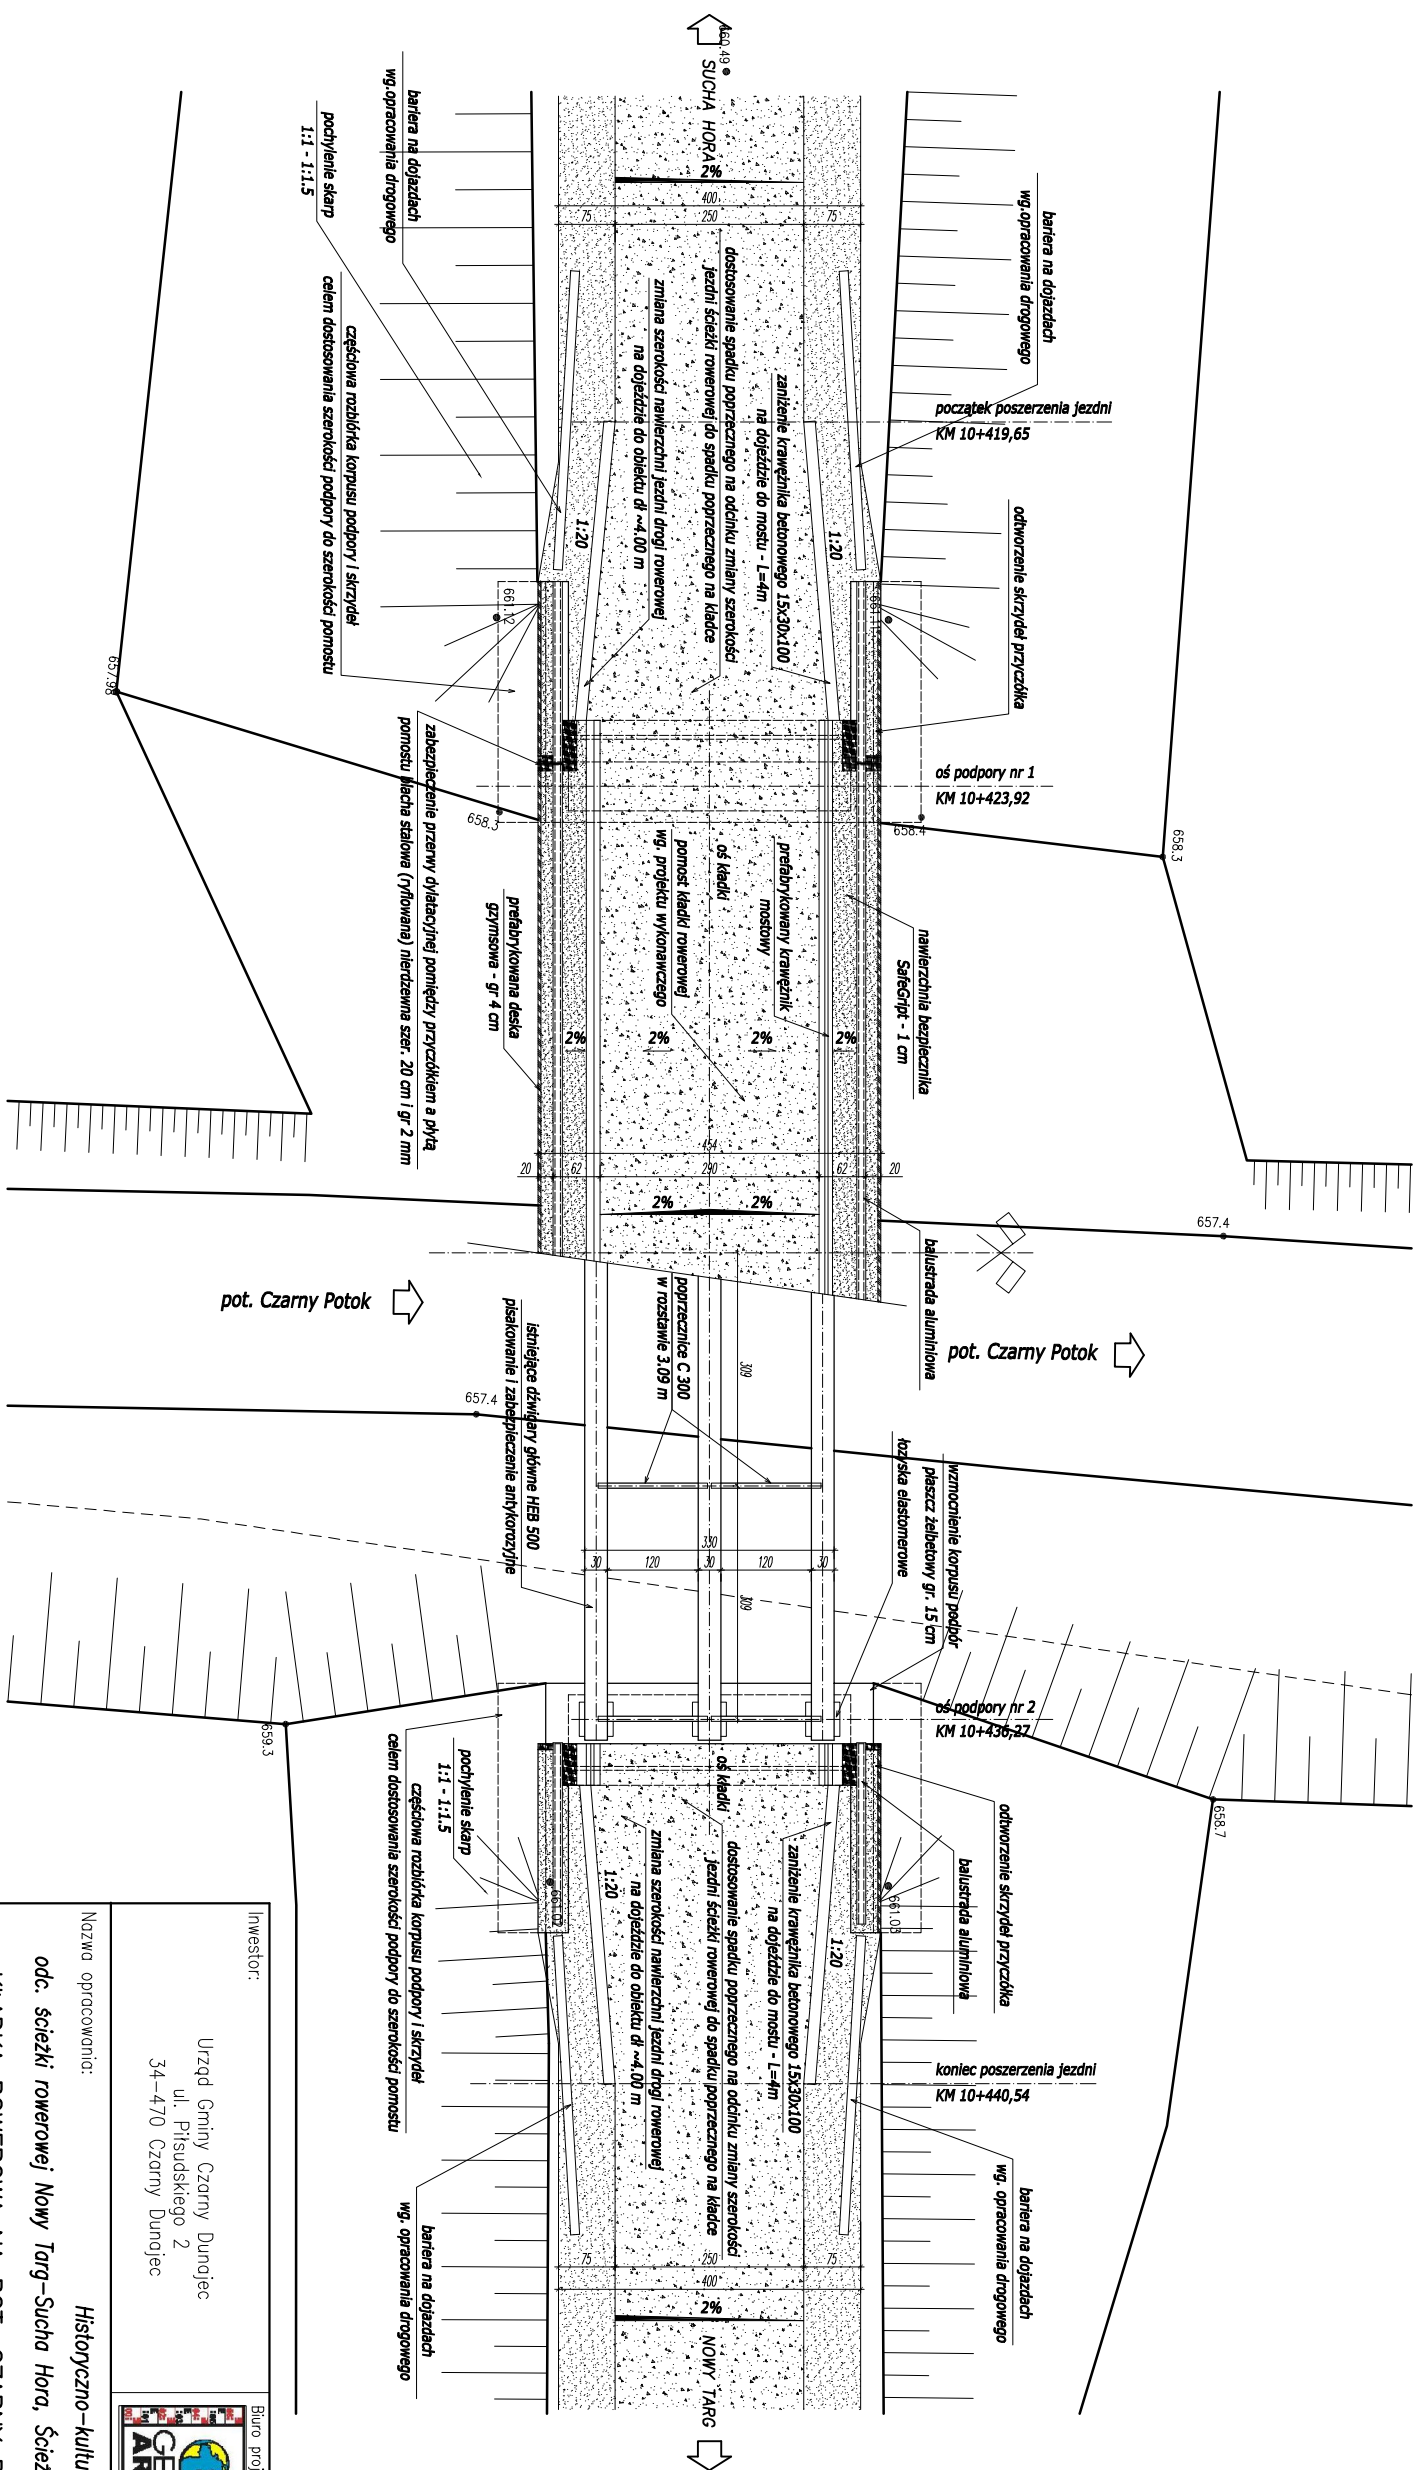 660.49
SUCHA HORA
2%
400
75
250
75
bariera na dojazdach
wg.opracowania drogowego
pochylenie skarp
1:1 - 1:1.5
bariera na dojazdach
wg.opracowania drogowego
początek poszerzenia jezdni
KM 10+419,65
zaniżenie krawężnika betonowego 15x30x100
na dojeździe do mostu - L=4m
dostosowanie spadku poprzecznego na odcinku zmiany szerokości
jezdni ścieżki rowerowej do spadku poprzecznego na kładce
zmiana szerokości nawierzchni jezdni drogi rowerowej
na dojeździe do obiektu dł ~4.00 m
1:20
1:20
częściowa rozbiórka korpusu podpory i skrzydeł
celem dostosowania szerokości podpory do szerokości pomostu
odtworzenie skrzydeł przyczółka
661.12
661.11
657.98
oś podpory nr 1
KM 10+423,92
658.3
658.4
658.3
zabezpieczenie przerwy dylatacyjnej pomiędzy przyczółkiem a płytą
pomostu blacha stalowa (ryflowana) nierdzewna szer. 20 cm i gr 2 mm
prefabrykowana deska
gzymsowa - gr 4 cm
prefabrykowany krawężnik
mostowy
oś kładki
pomost kładki rowerowej
wg. projektu wykonawczego
nawierzchnia bezpiecznika
SafeGript - 1 cm
2%
2%
2%
2%
454
20
62
290
62
20
2%
2%
657.4
balustrada aluminiowa
pot. Czarny Potok
pot. Czarny Potok
poprzecznice C 300
w rozstawie 3.09 m
309
istniejące dźwigary główne HEB 500
pisakowanie i zabezpieczenie antykorozyjne
657.4
łożyska elastomerowe
wzmocnienie korpusu podpór
płaszcz żelbetowy gr. 15 cm
330
30
120
30
120
30
309
oś podpory nr 2
KM 10+436,27
659.3
658.7
oś kładki
pochylenie skarp
1:1 - 1:1.5
częściowa rozbiórka korpusu podpory i skrzydeł
celem dostosowania szerokości podpory do szerokości pomostu
odtworzenie skrzydeł przyczółka
balustrada aluminiowa
zaniżenie krawężnika betonowego 15x30x100
na dojeździe do mostu - L=4m
dostosowanie spadku poprzecznego na odcinku zmiany szerokości
jezdni ścieżki rowerowej do spadku poprzecznego na kładce
zmiana szerokości nawierzchni jezdni drogi rowerowej
na dojeździe do obiektu dł ~4.00 m
661.03
1:20
1:20
koniec poszerzenia jezdni
KM 10+440,54
bariera na dojazdach
wg. opracowania drogowego
bariera na dojazdach
wg. opracowania drogowego
75
250
75
400
2%
NOWY TARG
Inwestor:
Urząd Gminy Czarny Dunajec
ul. Piłsudskiego 2
34-470 Czarny Dunajec
Biuro proj
Nazwa opracowania:
Historyczno-kultu
odc. ścieżki rowerowej Nowy Targ-Sucha Hora, Ścież